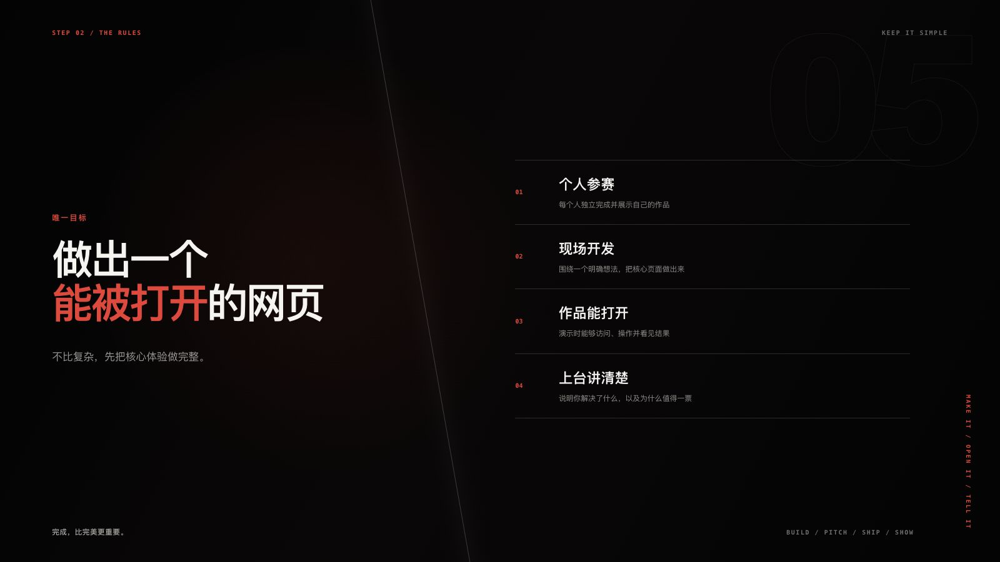 STEP 02 / THE RULES
KEEP IT SIMPLE
05
唯一目标
做出一个
能被打开的网页
不比复杂，先把核心体验做完整。
01
个人参赛
每个人独立完成并展示自己的作品
02
现场开发
围绕一个明确想法，把核心页面做出来
03
作品能打开
演示时能够访问、操作并看见结果
04
上台讲清楚
说明你解决了什么，以及为什么值得一票
MAKE IT / OPEN IT / TELL IT
完成，比完美更重要。
BUILD / PITCH / SHIP / SHOW